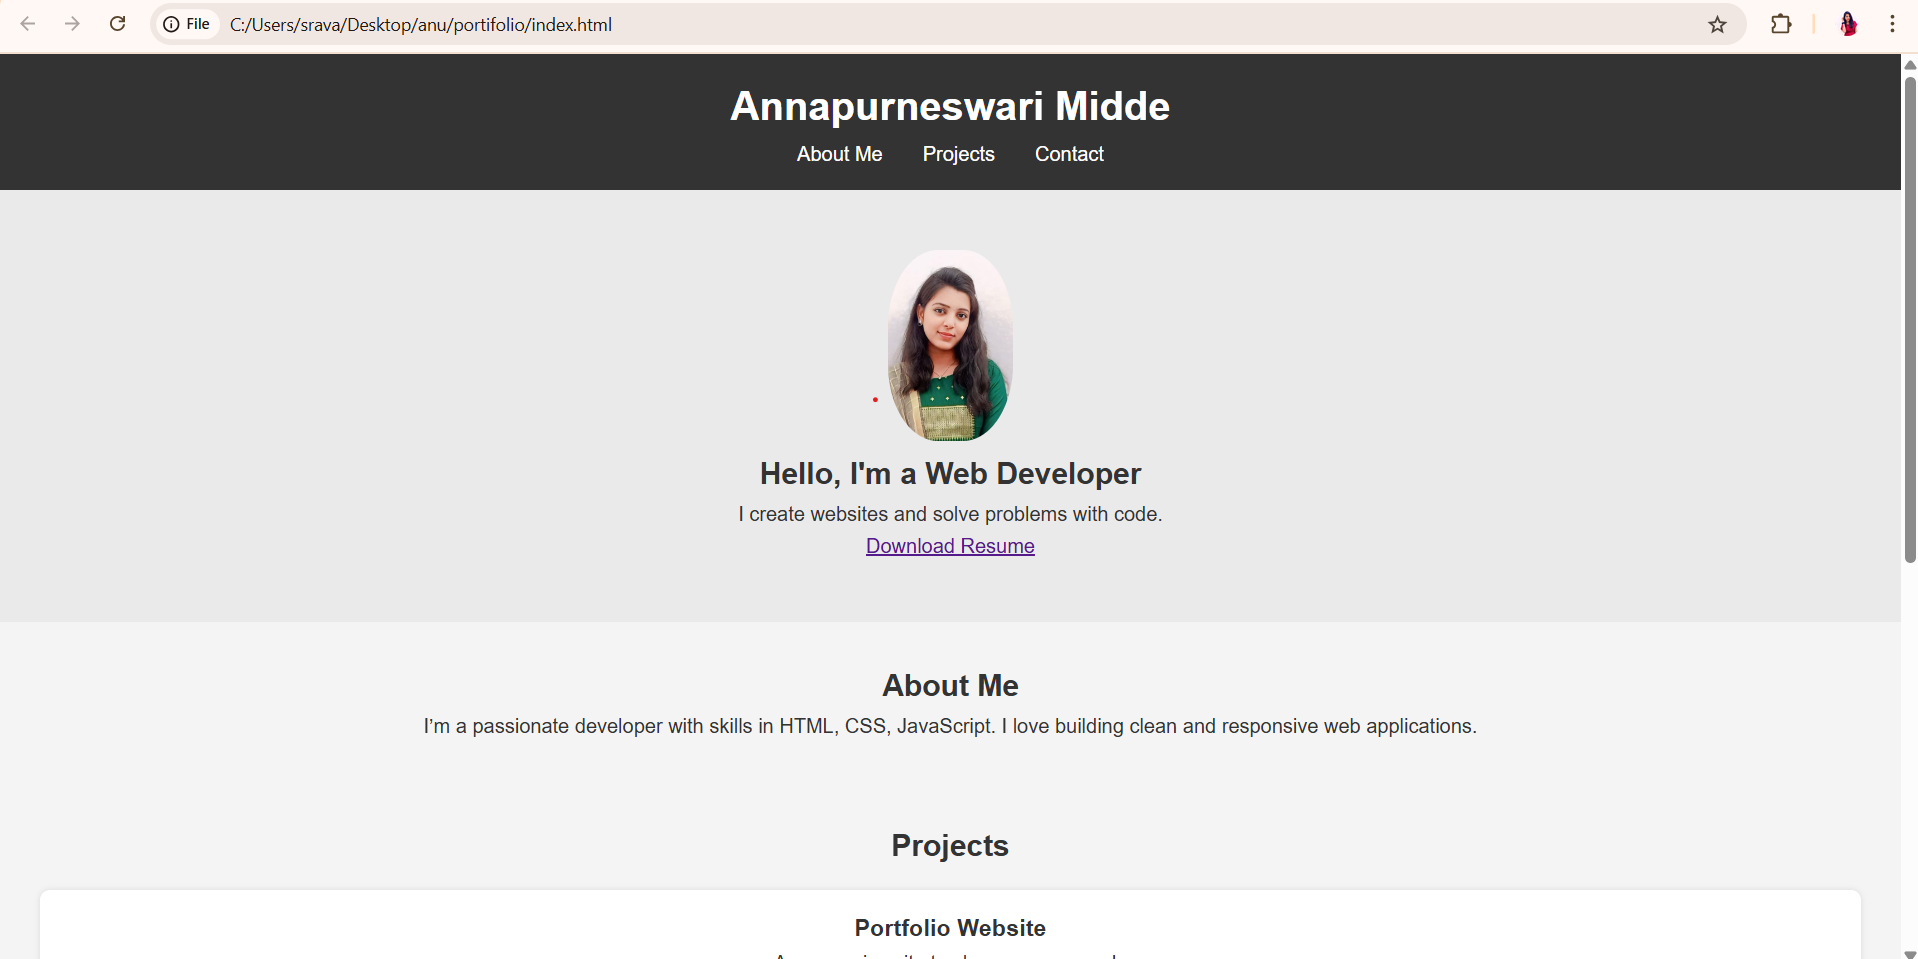 File C:/Users/srava/Desktop/anu/portifolio/index.html
Annapurneswari Midde
About Me Projects Contact
Hello, I'm a Web Developer
I create websites and solve problems with code.
Download Resume
About Me
I’m a passionate developer with skills in HTML, CSS, JavaScript. I love building clean and responsive web applications.
Projects
Portfolio Website